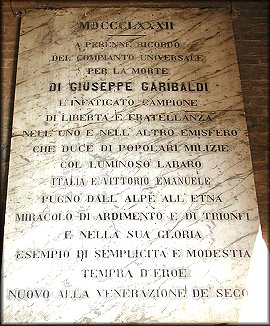 MDCCCLXXXII
A PERENNE RICORDO
DEL COMPIANTO UNIVERSALE
PER LA MORTE
DI GIUSEPPE GARIBALDI
L'INFATICATO CAMPIONE
DI LIBERTÀ E FRATELLANZA
NELL'UNO E NELL'ALTRO EMISFERO
CHE DUCE DI POPOLARI MILIZIE
COL LUMINOSO LABARO
ITALIA E VITTORIO EMANUELE
PUGNÒ DALL'ALPE ALL'ETNA
MIRACOLO DI ARDIMENTO E DI TRIONFI
E NELLA SUA GLORIA
ESEMPIO DI SEMPLICITÀ E MODESTIA
TEMPRA D'EROE
NUOVO ALLA VENERAZIONE DE' SECO